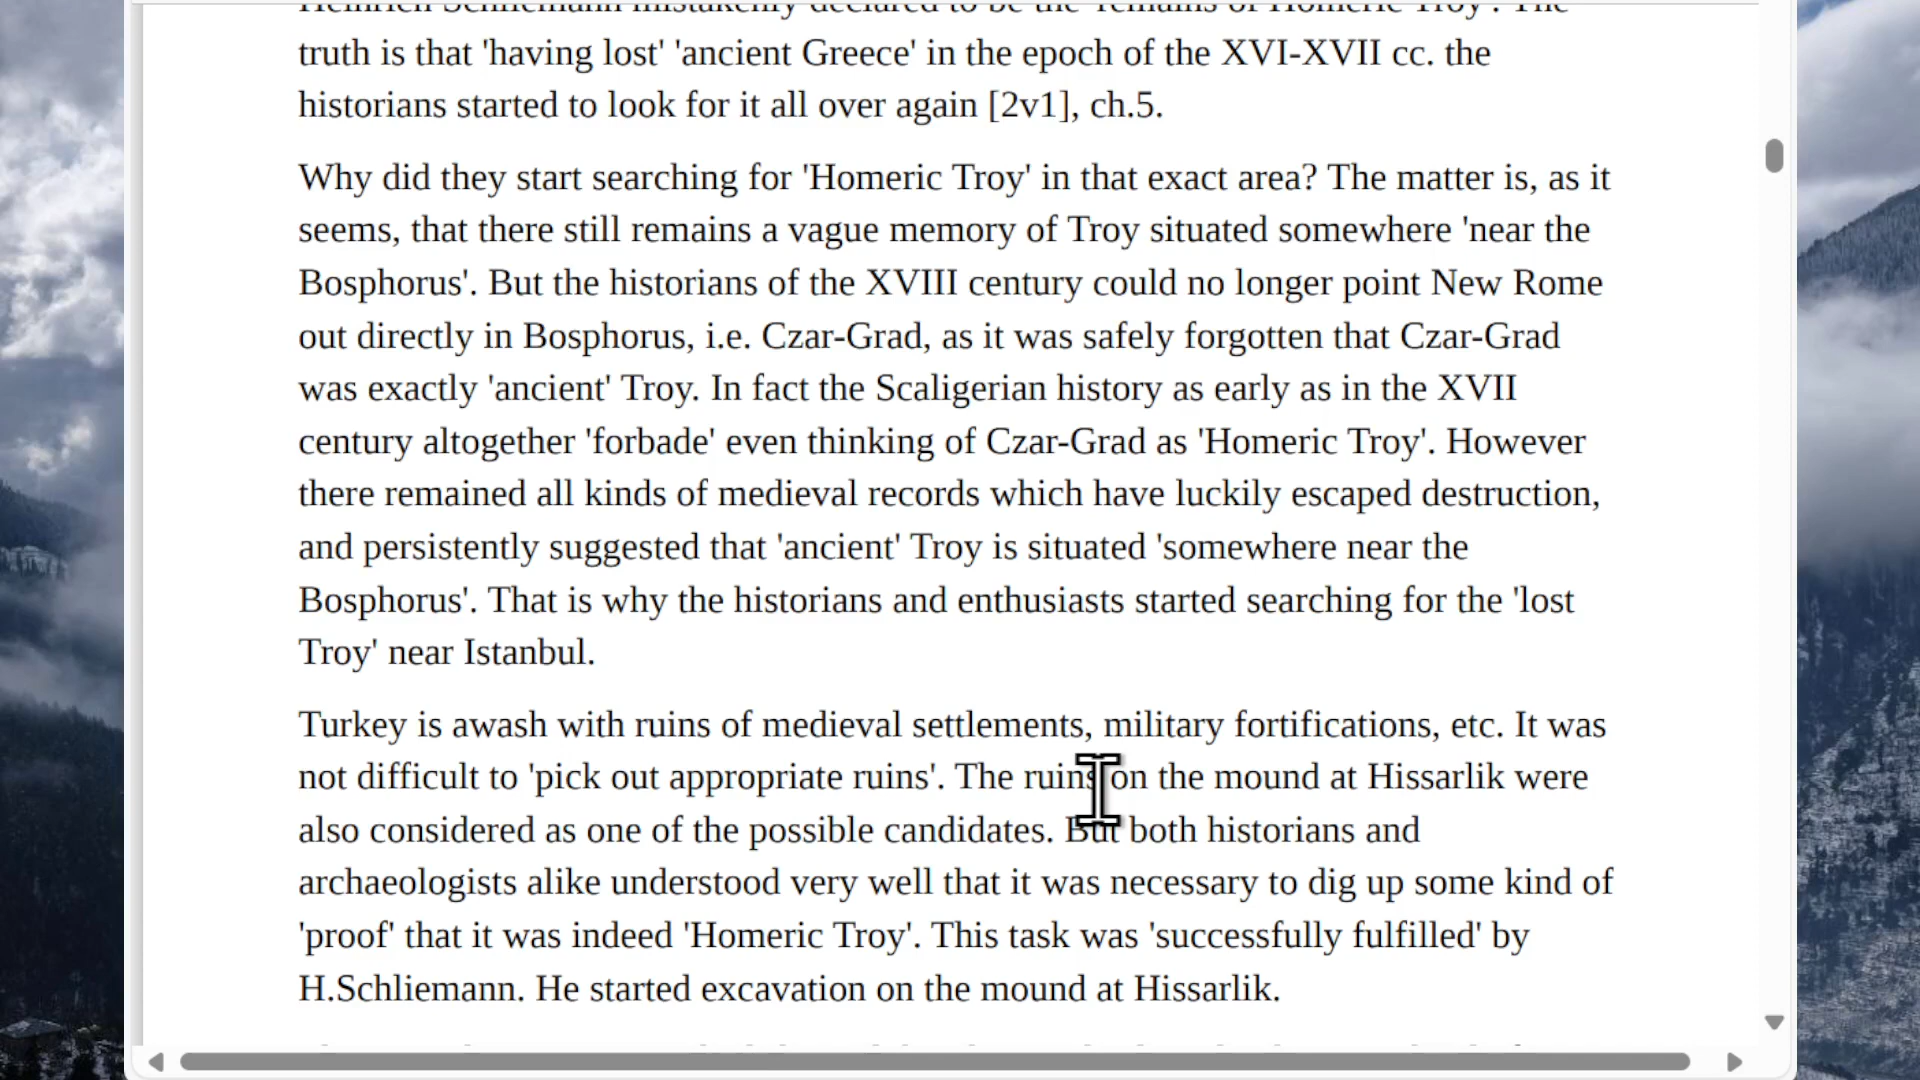 Heinrich Schliemann mistakenly declared to be the 'remains of Homeric Troy'. The
truth is that 'having lost' 'ancient Greece' in the epoch of the XVI-XVII cc. the
historians started to look for it all over again [2v1], ch.5.
Why did they start searching for 'Homeric Troy' in that exact area? The matter is, as it
seems, that there still remains a vague memory of Troy situated somewhere 'near the
Bosphorus'. But the historians of the XVIII century could no longer point New Rome
out directly in Bosphorus, i.e. Czar-Grad, as it was safely forgotten that Czar-Grad
was exactly 'ancient' Troy. In fact the Scaligerian history as early as in the XVII
century altogether 'forbade' even thinking of Czar-Grad as 'Homeric Troy'. However
there remained all kinds of medieval records which have luckily escaped destruction,
and persistently suggested that 'ancient' Troy is situated 'somewhere near the
Bosphorus'. That is why the historians and enthusiasts started searching for the 'lost
Troy' near Istanbul.
Turkey is awash with ruins of medieval settlements, military fortifications, etc. It was
not difficult to 'pick out appropriate ruins'. The ruins on the mound at Hissarlik were
also considered as one of the possible candidates. But both historians and
archaeologists alike understood very well that it was necessary to dig up some kind of
'proof' that it was indeed 'Homeric Troy'. This task was 'successfully fulfilled' by
H.Schliemann. He started excavation on the mound at Hissarlik.